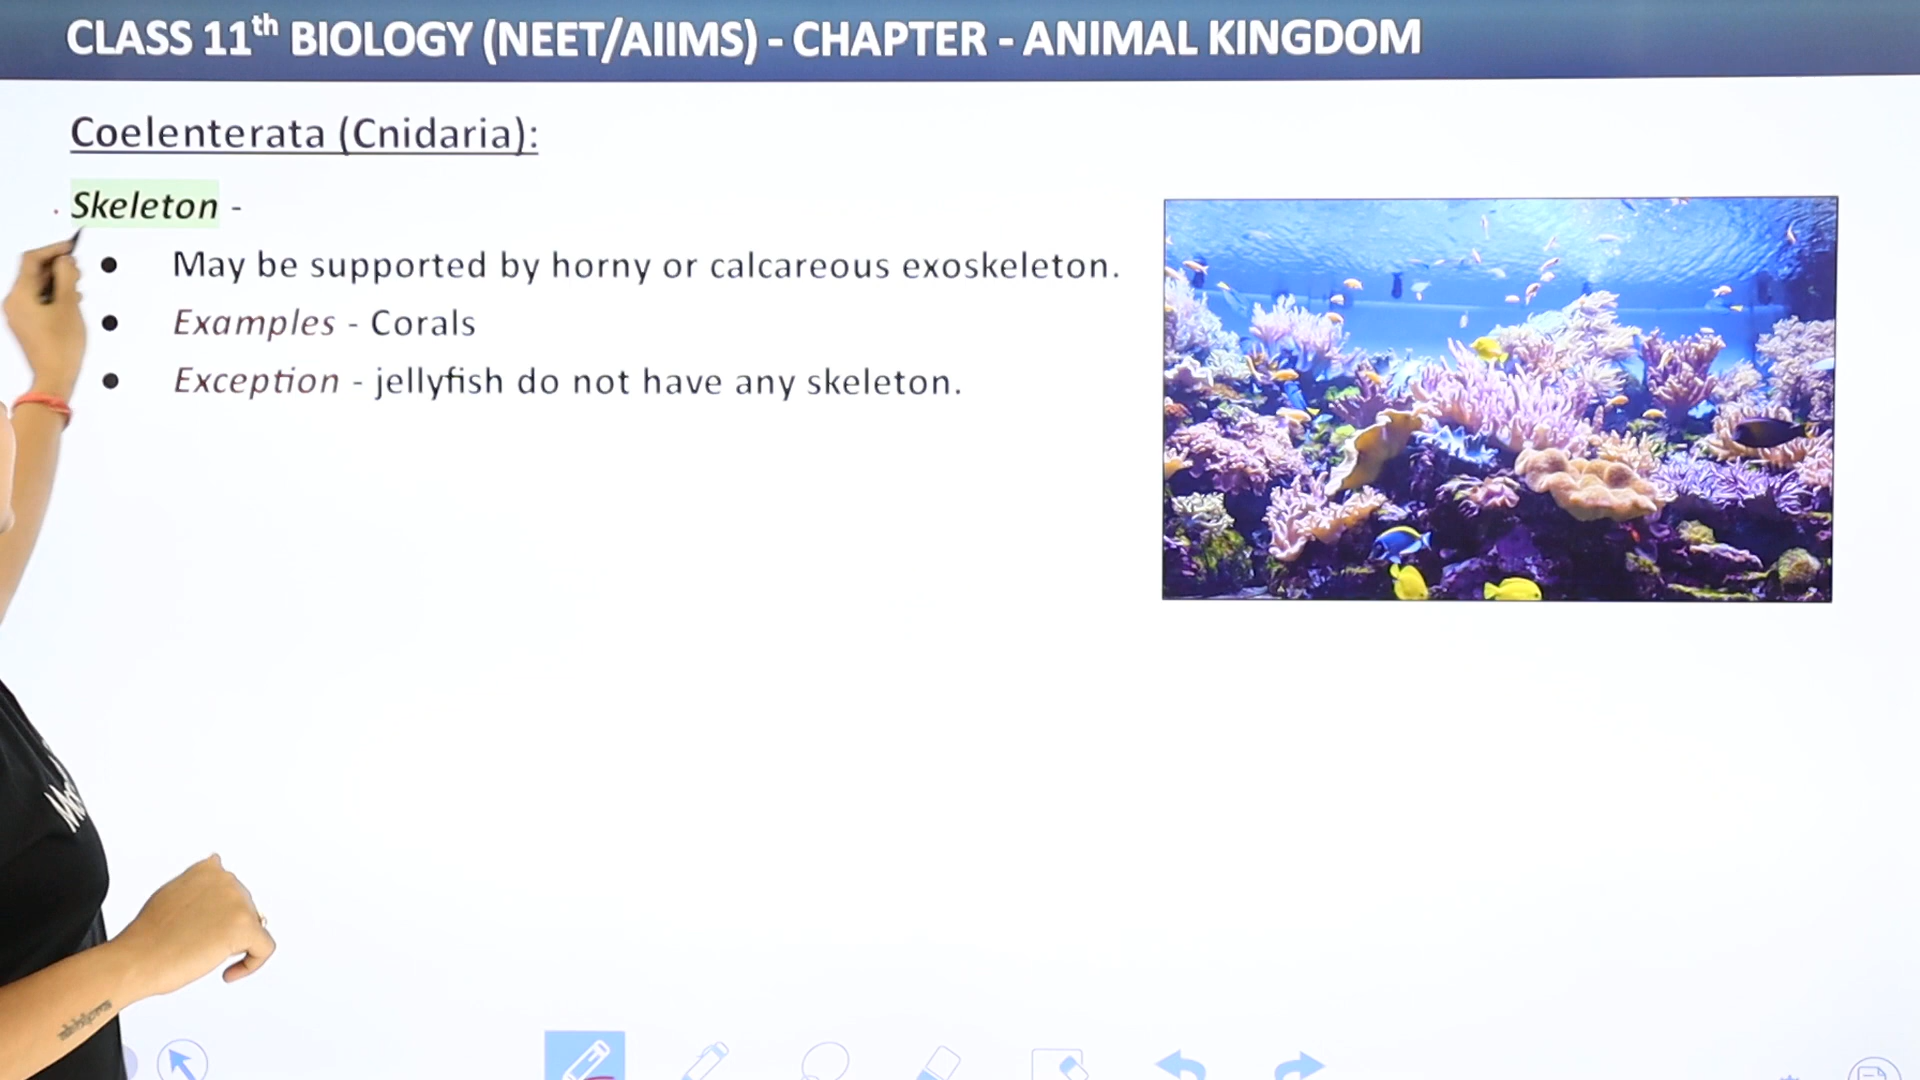 CLASS 11th BIOLOGY (NEET/AIIMS) - CHAPTER - ANIMAL KINGDOM
Coelenterata (Cnidaria):
Skeleton -
● May be supported by horny or calcareous exoskeleton.
● Examples - Corals
● Exception - jellyfish do not have any skeleton.